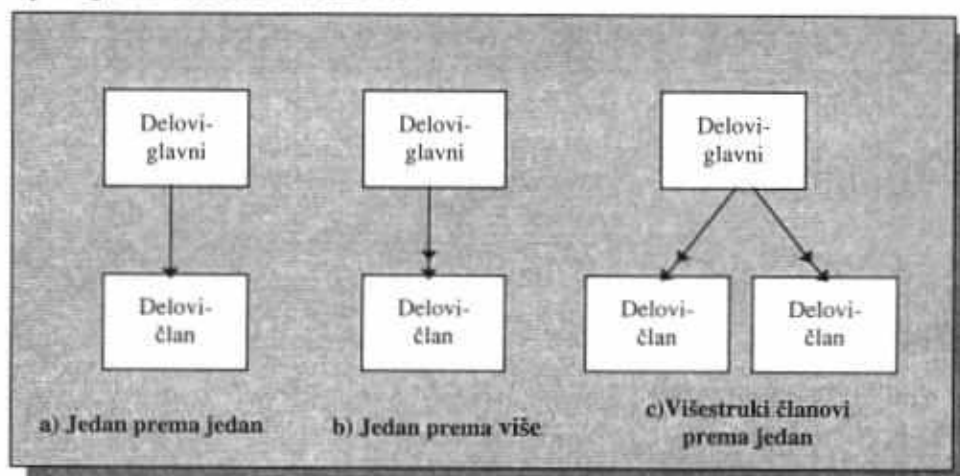 Delovi-
glavni
Delovi-
glavni
Delovi-
glavni
Delovi-
član
Delovi-
član
Delovi-
član
Delovi-
član
a) Jedan prema jedan
b) Jedan prema više
c)Višestruki članovi
prema jedan